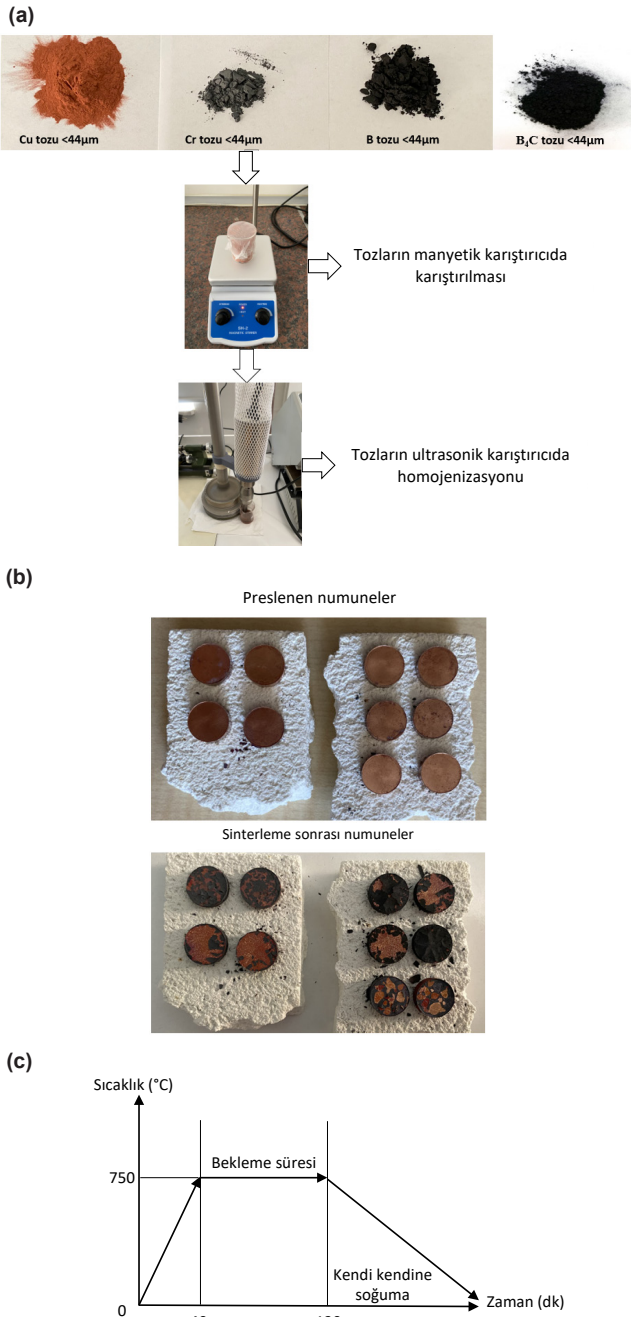 (a)
Cu tozu <44µm
Cr tozu <44µm
B tozu <44µm
B₄C tozu <44µm
Tozların manyetik karıştırıcıda
karıştırılması
Tozların ultrasonik karıştırıcıda
homojenizasyonu
(b)
Preslenen numuneler
Sinterleme sonrası numuneler
(c)
Sıcaklık (°C)
750
Bekleme süresi
Kendi kendine
soğuma
Zaman (dk)
0